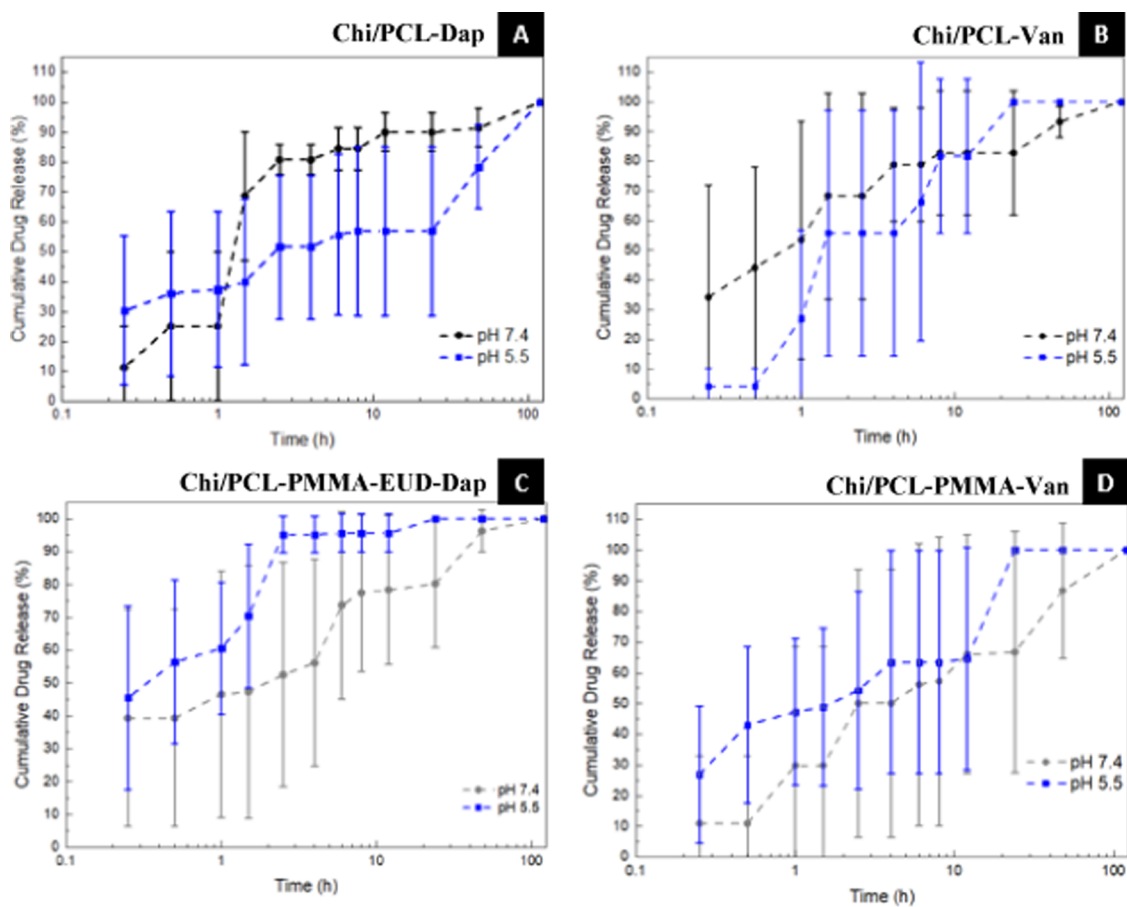 Chi/PCL-Dap A
Cumulative Drug Release (%)
110
100
90
80
70
60
50
40
30
20
10
0
pH 7.4
pH 5.5
0.1 1 10 100
Time (h)
Chi/PCL-Van B
Cumulative Drug Release (%)
110
100
90
80
70
60
50
40
30
20
10
0
pH 7.4
pH 5.5
0.1 1 10 100
Time (h)
Chi/PCL-PMMA-EUD-Dap C
Cumulative Drug Release (%)
100
90
80
70
60
50
40
30
20
10
0
pH 7.4
pH 5.5
0.1 1 10 100
Time (h)
Chi/PCL-PMMA-Van D
Cumulative Drug Release (%)
110
100
90
80
70
60
50
40
30
20
10
0
pH 7.4
pH 5.5
0.1 1 10 100
Time (h)